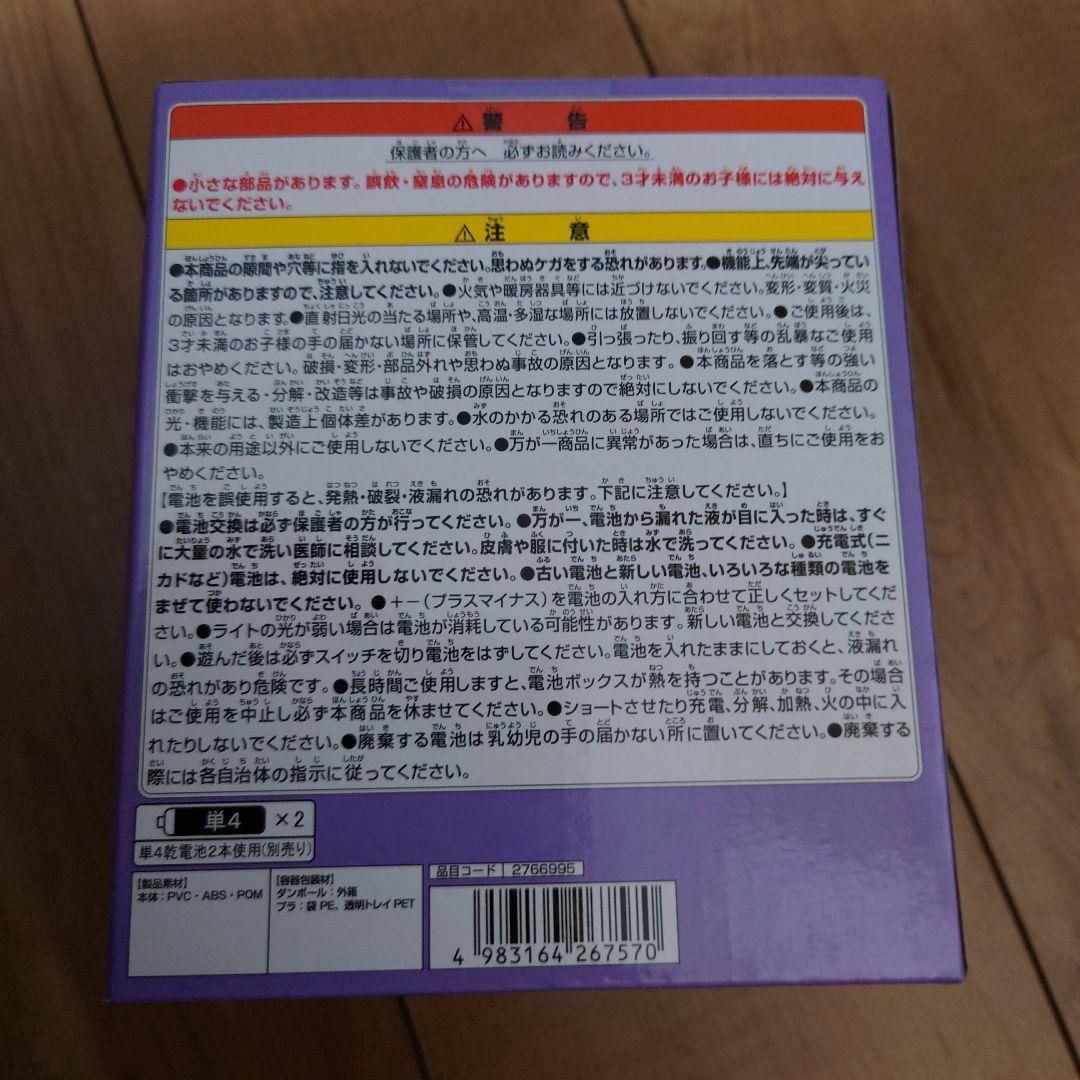 ⚠警 告
保護者の方へ 必ずお読みください。
●小さな部品があります。誤飲・窒息の危険がありますので、3才未満のお子様には絶対に与え
ないでください。
⚠注 意
●本商品の隙間や穴等に指を入れないでください。思わぬケガをする恐れがあります。●機能上、先端が尖ってい
る箇所がありますので、注意してください。●火気や暖房器具等には近づけないでください。変形・変質・火災
の原因となります。●直射日光の当たる場所や、高温・多湿な場所には放置しないでください。●ご使用後は、
3才未満のお子様の手の届かない場所に保管してください。●引っ張ったり、振り回す等の乱暴なご使用
はおやめください。破損・変形・部品外れや思わぬ事故の原因となります。●本商品を落とす等の強い
衝撃を与える・分解・改造等は事故や破損の原因となりますので絶対にしないでください。●本商品の
光・機能には、製造上個体差があります。●水のかかる恐れのある場所ではご使用しないでください。
●本来の用途以外にご使用しないでください。●万が一商品に異常があった場合は、直ちにご使用をお
やめください。
【電池を誤使用すると、発熱・破裂・液漏れの恐れがあります。下記に注意してください。】
●電池交換は必ず保護者の方が行ってください。●万が一、電池から漏れた液が目に入った時は、すぐ
に大量の水で洗い医師に相談してください。皮膚や服に付いた時は水で洗ってください。●充電式(ニ
カドなど)電池は、絶対に使用しないでください。●古い電池と新しい電池、いろいろな種類の電池を
まぜて使わないでください。●+−(プラスマイナス)を電池の入れ方に合わせて正しくセットしてくだ
さい。●ライトの光が弱い場合は電池が消耗している可能性があります。新しい電池と交換してくださ
い。●遊んだ後は必ずスイッチを切り電池をはずしてください。電池を入れたままにしておくと、液漏れ
の恐れがあり危険です。●長時間ご使用しますと、電池ボックスが熱を持つことがあります。その場合
はご使用を中止し必ず本商品を休ませてください。●ショートさせたり充電、分解、加熱、火の中に入
れたりしないでください。●廃棄する電池は乳幼児の手の届かない所に置いてください。●廃棄する
際には各自治体の指示に従ってください。
単4 ×2
単4乾電池2本使用(別売り)
【製品素材】
本体:PVC・ABS・POM
【容器包装材】
ダンボール:外箱
プラ:袋PE、透明トレイPET
品目コード 2766995
4 983164 267570